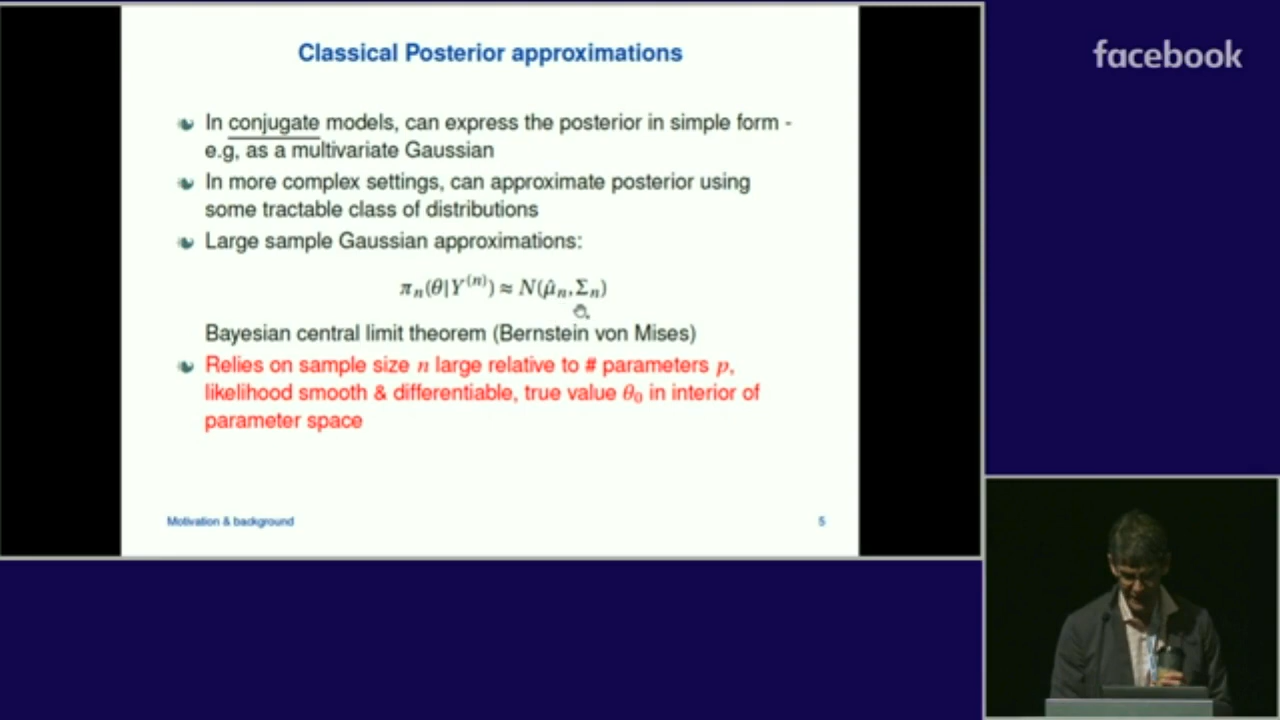 Classical Posterior approximations
In conjugate models, can express the posterior in simple form -
e.g, as a multivariate Gaussian
In more complex settings, can approximate posterior using
some tractable class of distributions
Large sample Gaussian approximations:
πₙ(θ|Y⁽ⁿ⁾) ≈ N(μ̂ₙ,Σₙ)
Bayesian central limit theorem (Bernstein von Mises)
Relies on sample size n large relative to # parameters p,
likelihood smooth & differentiable, true value θ₀ in interior of
parameter space
Motivation & background
5
facebook